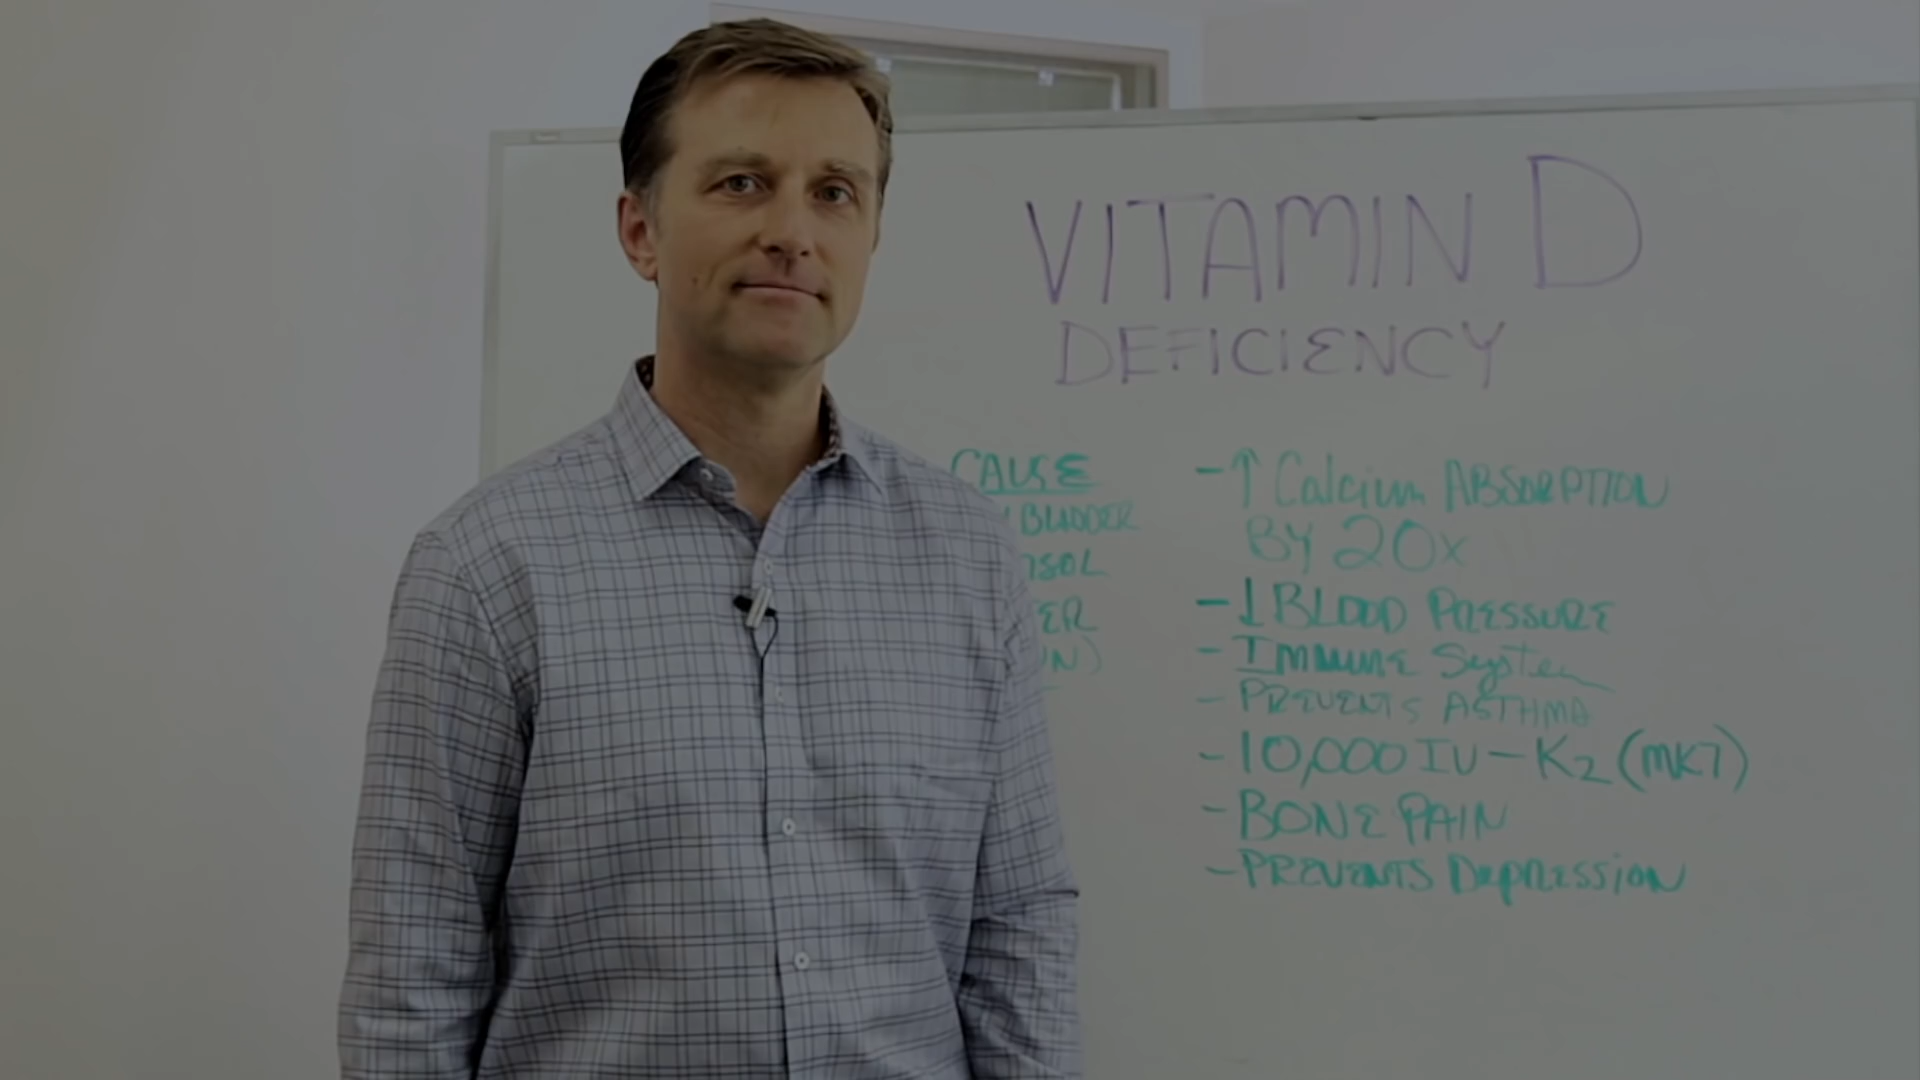 VITAMIN D
DEFICIENCY
CAUSE
BLADDER
- ↑ Calcium ABSORPTION
BY 20x
- ↓ BLOOD PRESSURE
- IMMUNE System
- PREVENTS ASTHMA
- 10,000 IU - K2 (MK7)
- BONE PAIN
- PREVENTS Depression